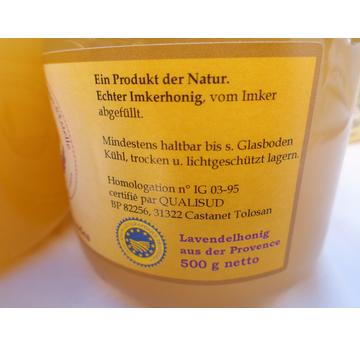 Ein Produkt der Natur.
Echter Imkerhonig, vom Imker
abgefüllt.
Mindestens haltbar bis s. Glasboden
Kühl, trocken u. lichtgeschützt lagern.
Homologation n° IG 03-95
certifié par QUALISUD
BP 82256, 31322 Castanet Tolosan
Lavendelhonig
aus der Provence
500 g netto